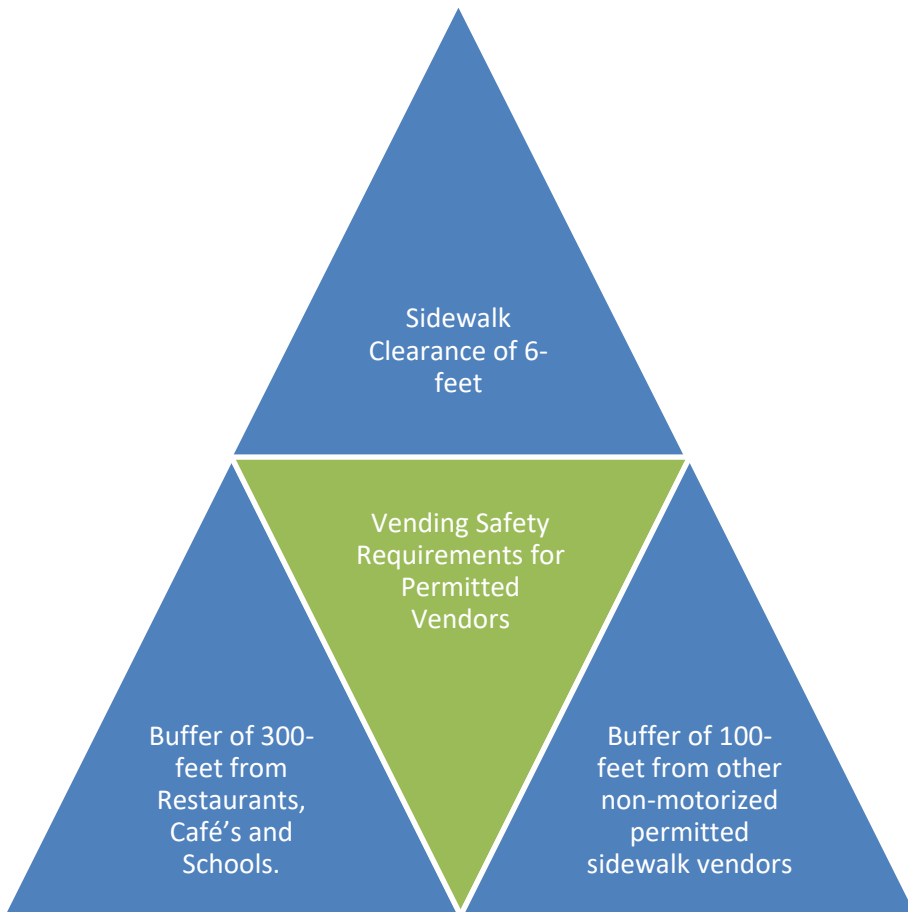 Sidewalk
Clearance of 6-
feet
Vending Safety
Requirements for
Permitted
Vendors
Buffer of 300-
feet from
Restaurants,
Café’s and
Schools.
Buffer of 100-
feet from other
non-motorized
permitted
sidewalk vendors